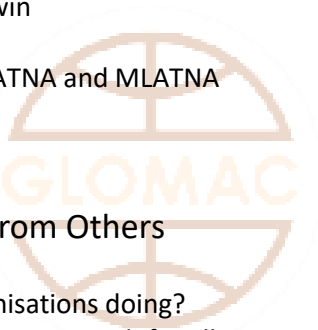 win
ATNA and MLATNA
GLOMAC
rom Others
nisations doing?